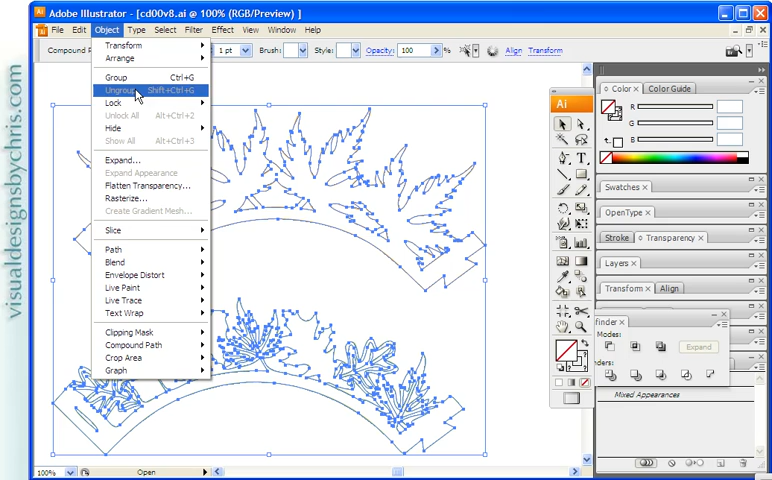 visualdesignsbychris.com
Adobe Illustrator - [cd00v8.ai @ 100% (RGB/Preview) ]
File Edit Object Type Select Filter Effect View Window Help
Compound P
1 pt
Brush:
Style:
Opacity: 100 %
Align
Transform
Transform
Arrange
Group Ctrl+G
Ungroup Shift+Ctrl+G
Lock
Unlock All Alt+Ctrl+2
Hide
Show All Alt+Ctrl+3
Expand...
Expand Appearance
Flatten Transparency...
Rasterize...
Create Gradient Mesh...
Slice
Path
Blend
Envelope Distort
Live Paint
Live Trace
Text Wrap
Clipping Mask
Compound Path
Crop Area
Graph
Ai
T
Color Color Guide
R
G
B
Swatches
OpenType
Stroke Transparency
Layers
Transform Align
finder
odes:
Expand
nders:
Mixed Appearances
100% Open